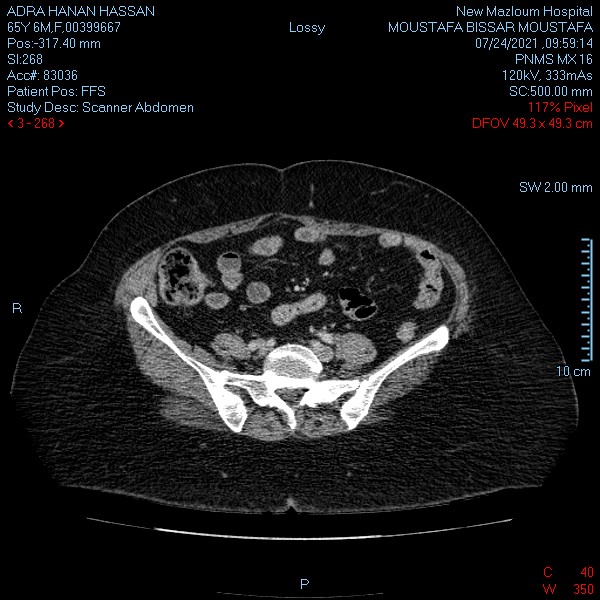 ADRA HANAN HASSAN
65Y 6M,F,00399667
Pos:-317.40 mm
SI:268
Acc#: 83036
Patient Pos: FFS
Study Desc: Scanner Abdomen
< 3 - 268 >
Lossy
New Mazloum Hospital
MOUSTAFA BISSAR MOUSTAFA
07/24/2021 ,09:59:14
PNMS MX 16
120kV, 333mAs
SC:500.00 mm
117% Pixel
DFOV 49.3 x 49.3 cm
SW 2.00 mm
R
10 cm
P
C 40
W 350